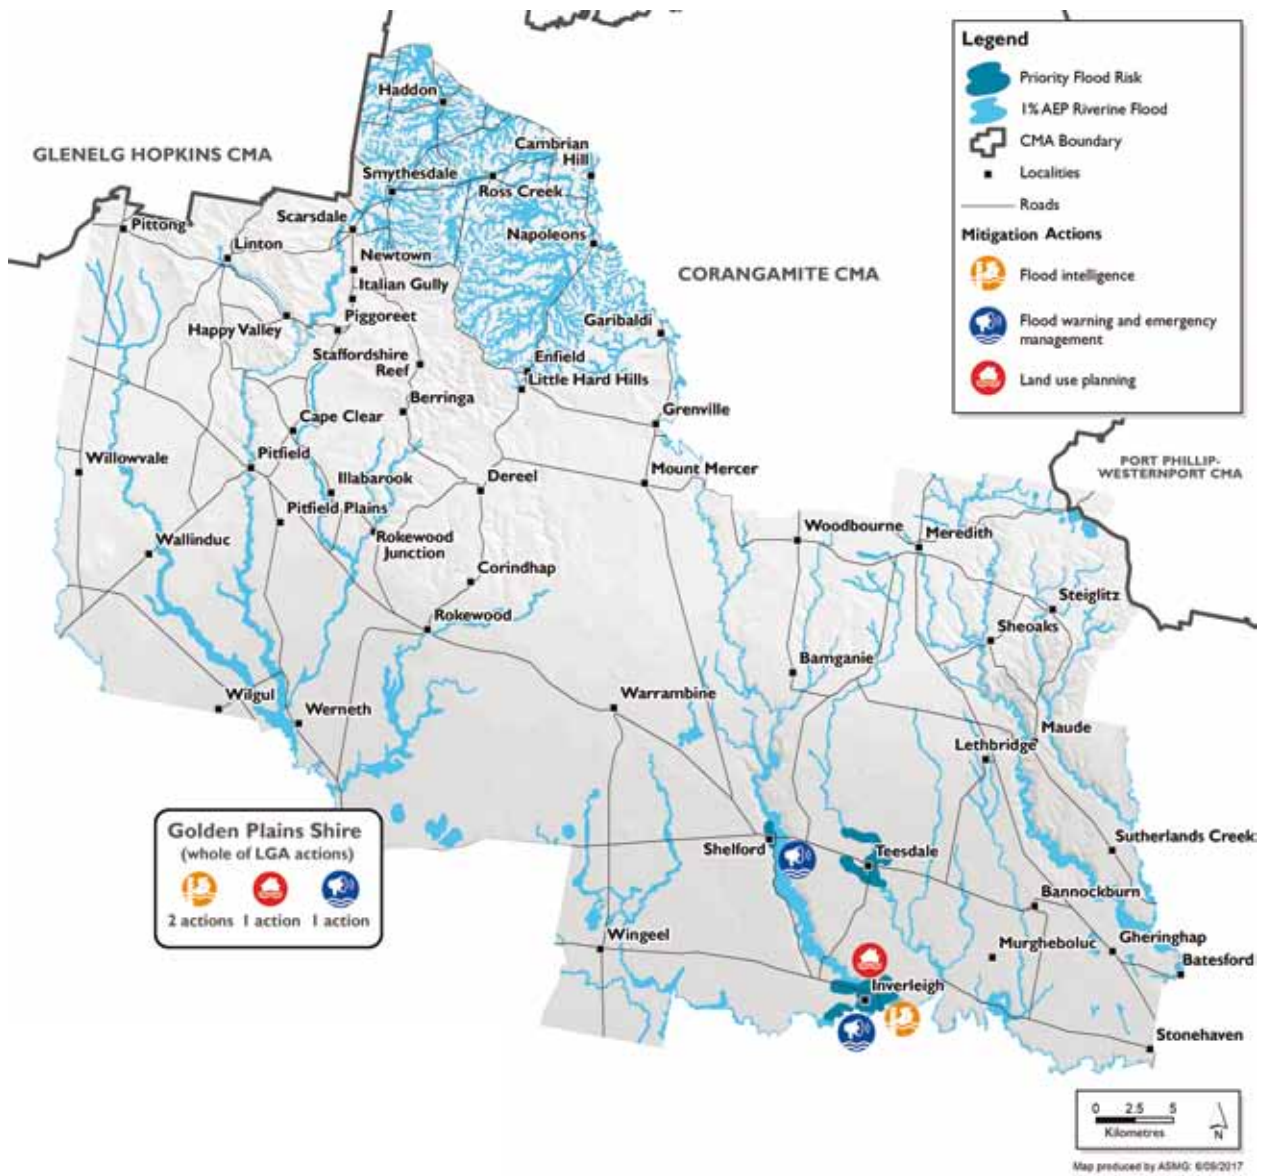 Legend
Priority Flood Risk
1% AEP Riverine Flood
CMA Boundary
Localities
Roads
Mitigation Actions
Flood intelligence
Flood warning and emergency
management
Land use planning
GLENELG HOPKINS CMA
CORANGAMITE CMA
PORT PHILLIP-
WESTERNPORT CMA
Haddon
Cambrian
Hill
Smythesdale
Ross Creek
Scarsdale
Pittong
Linton
Napoleons
Newtown
Italian Gully
Happy Valley
Piggoreet
Garibaldi
Staffordshire
Reef
Enfield
Little Hard Hills
Berringa
Cape Clear
Grenville
Willowvale
Pitfield
Illabarook
Dereel
Mount Mercer
Pitfield Plains
Wallinduc
Rokewood
Junction
Woodbourne
Meredith
Corindhap
Steiglitz
Rokewood
Sheoaks
Barnganie
Wilgul
Werneth
Warrambine
Maude
Lethbridge
Shelford
Teesdale
Sutherlands Creek
Bannockburn
Wingeel
Murgheboluc
Gheringhap
Batesford
Inverleigh
Stonehaven
Golden Plains Shire
(whole of LGA actions)
2 actions 1 action 1 action
0 2.5 5
Kilometres
N
Map produced by ASMG: 6/09/2017